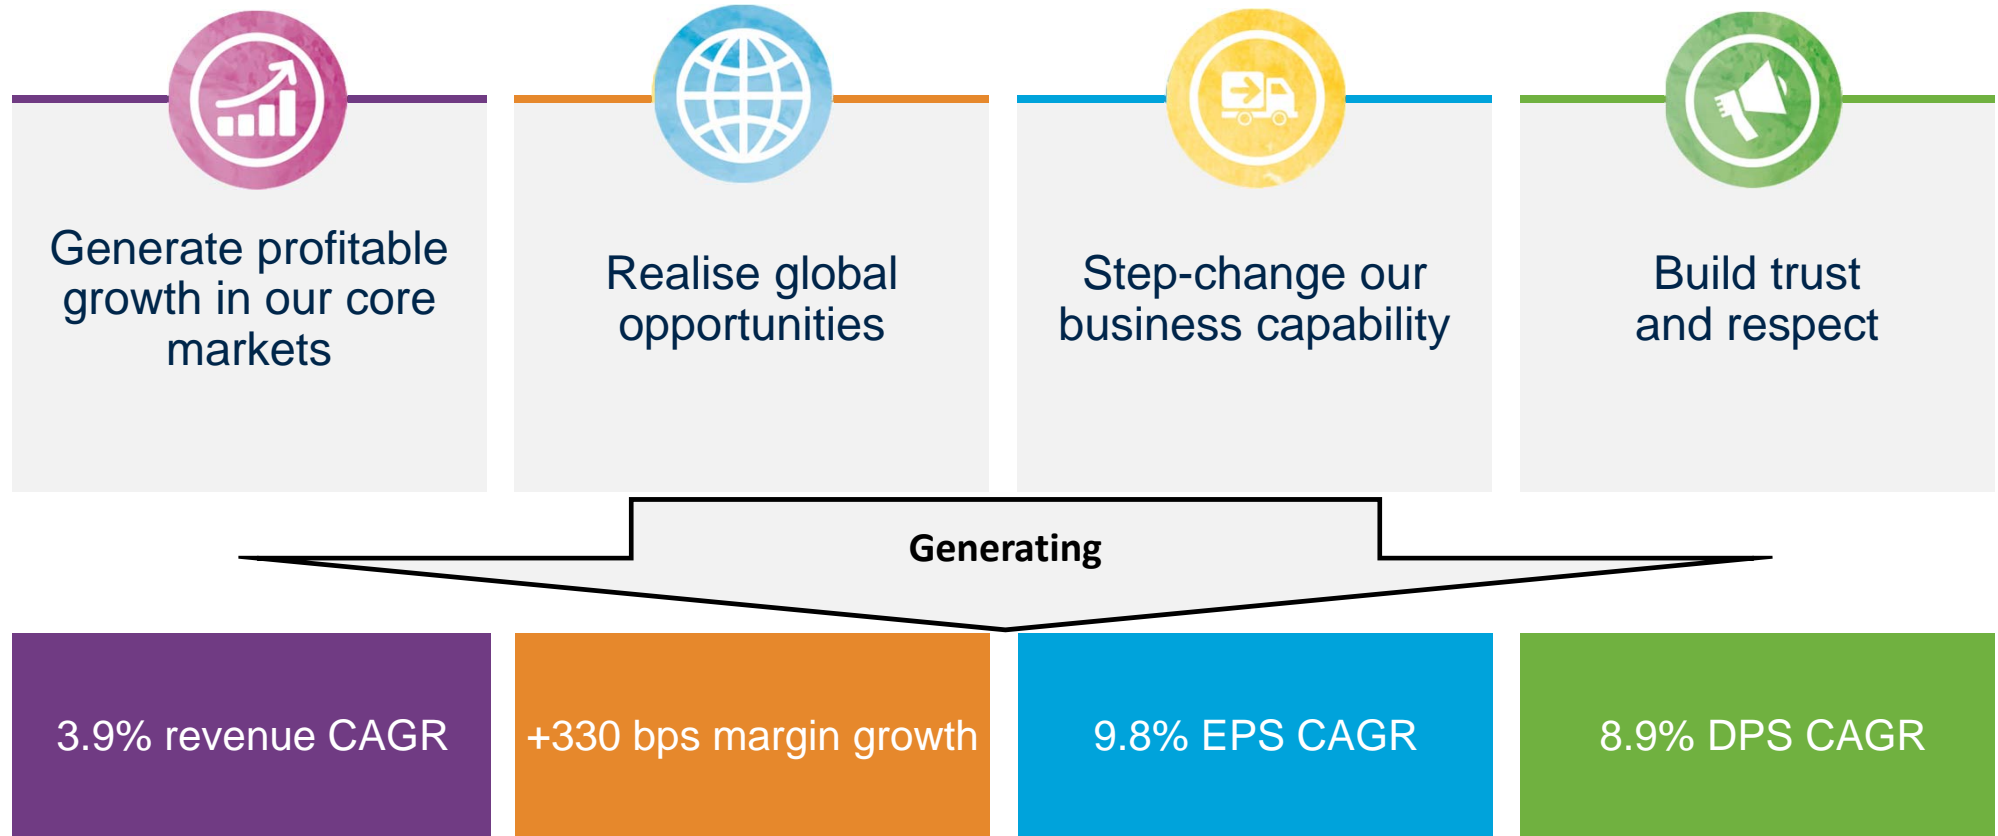 Generate profitable
growth in our core
markets
Realise global
opportunities
Step-change our
business capability
Build trust
and respect
Generating
3.9% revenue CAGR
+330 bps margin growth
9.8% EPS CAGR
8.9% DPS CAGR